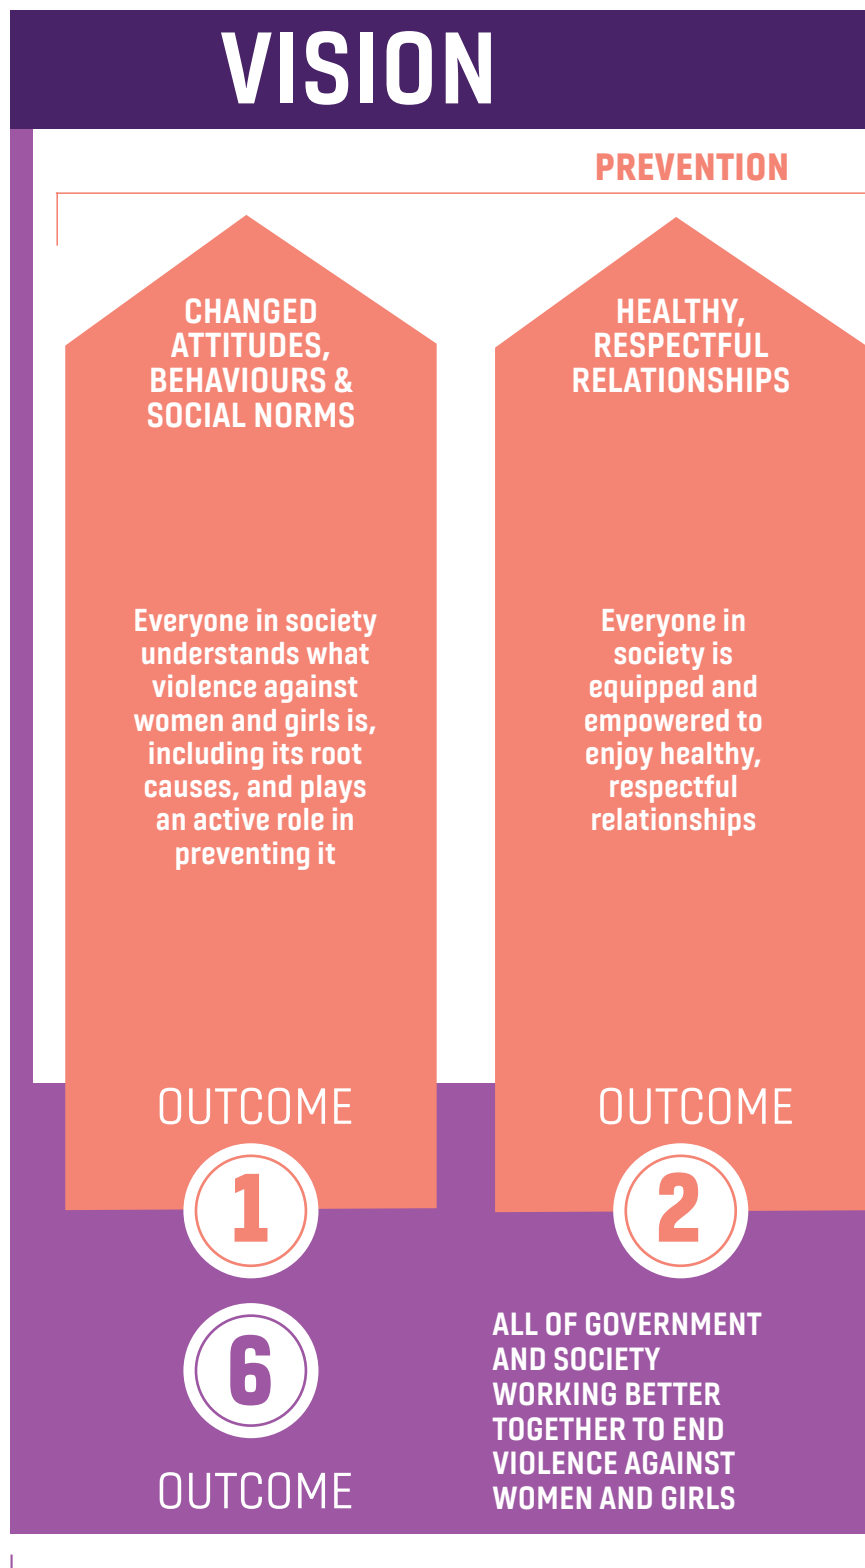 VISION
PREVENTION
CHANGED
ATTITUDES,
BEHAVIOURS &
SOCIAL NORMS
Everyone in society
understands what
violence against
women and girls is,
including its root
causes, and plays
an active role in
preventing it
OUTCOME
1
HEALTHY,
RESPECTFUL
RELATIONSHIPS
Everyone in
society is
equipped and
empowered to
enjoy healthy,
respectful
relationships
OUTCOME
2
6
OUTCOME
ALL OF GOVERNMENT
AND SOCIETY
WORKING BETTER
TOGETHER TO END
VIOLENCE AGAINST
WOMEN AND GIRLS